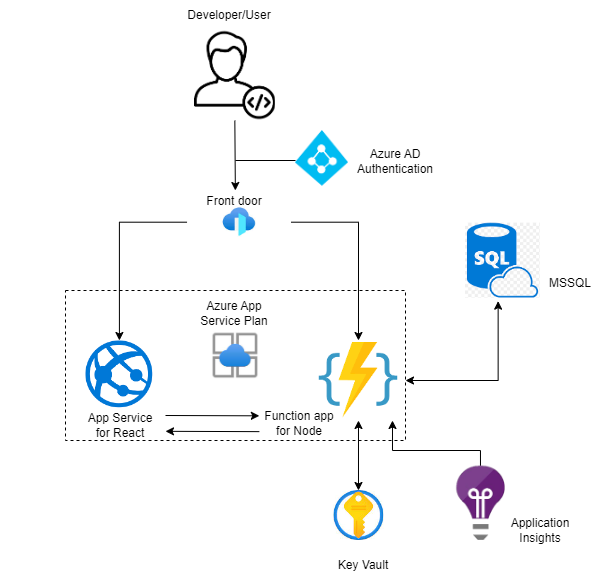 Developer/User
</>
Azure AD
Authentication
Front door
SQL
MSSQL
Azure App
Service Plan
App Service
for React
Function app
for Node
Application
Insights
Key Vault